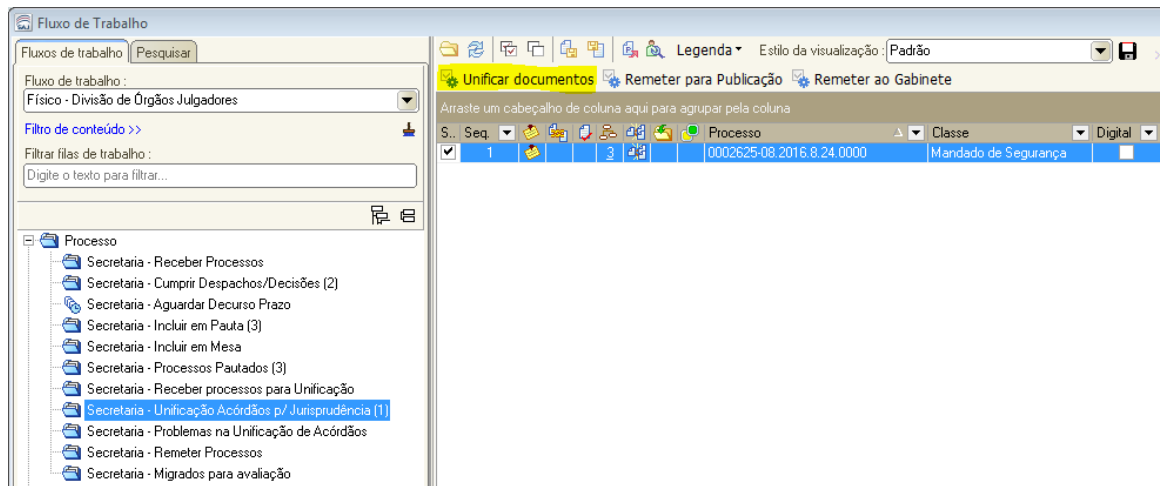 Fluxo de Trabalho
Fluxos de trabalho Pesquisar
Fluxo de trabalho :
Físico - Divisão de Órgãos Julgadores
Filtro de conteúdo >>
Filtrar filas de trabalho :
Digite o texto para filtrar...
Processo
Secretaria - Receber Processos
Secretaria - Cumprir Despachos/Decisões (2)
Secretaria - Aguardar Decurso Prazo
Secretaria - Incluir em Pauta (3)
Secretaria - Incluir em Mesa
Secretaria - Processos Pautados (3)
Secretaria - Receber processos para Unificação
Secretaria - Unificação Acórdãos p/ Jurisprudência (1)
Secretaria - Problemas na Unificação de Acórdãos
Secretaria - Remeter Processos
Secretaria - Migrados para avaliação
Legenda Estilo da visualização : Padrão
Unificar documentos Remeter para Publicação Remeter ao Gabinete
Arraste um cabeçalho de coluna aqui para agrupar pela coluna
S.. Seq. Processo Classe Digital
1 3 0002625-08.2016.8.24.0000 Mandado de Segurança